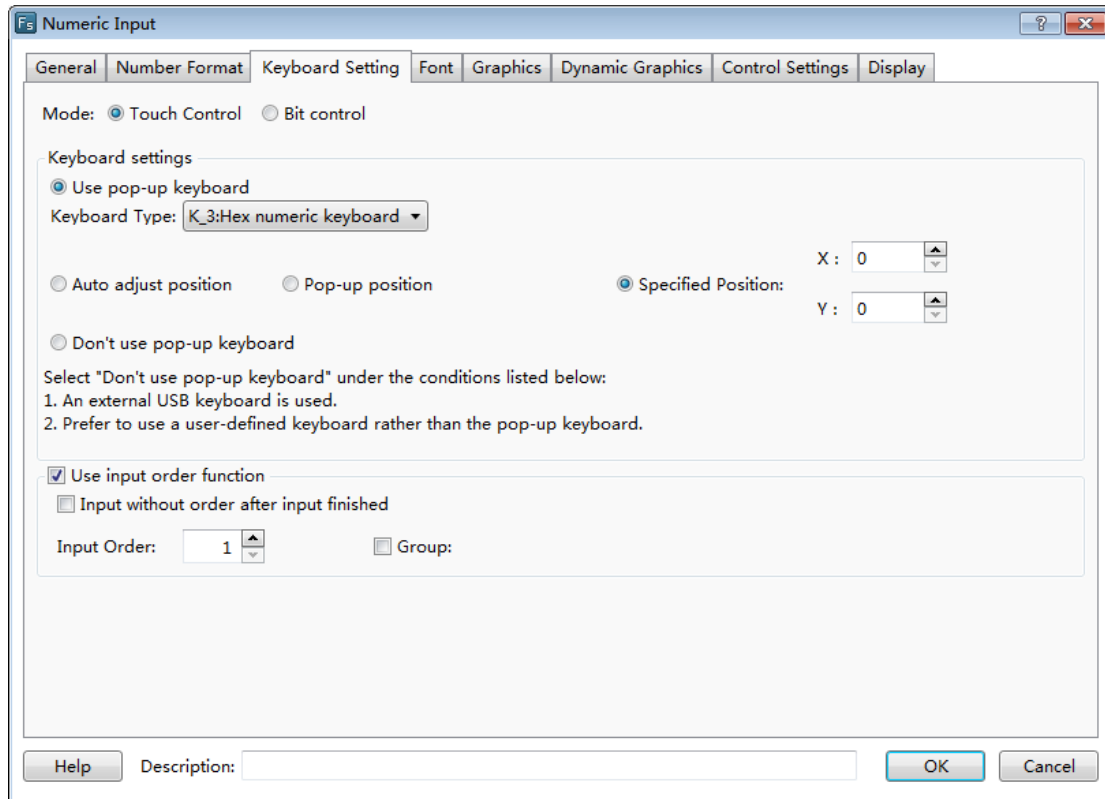 Fs Numeric Input
General Number Format Keyboard Setting Font Graphics Dynamic Graphics Control Settings Display
Mode: Touch Control Bit control
Keyboard settings
Use pop-up keyboard
Keyboard Type: K_3:Hex numeric keyboard
X : 0
Auto adjust position Pop-up position Specified Position:
Y : 0
Don't use pop-up keyboard
Select "Don't use pop-up keyboard" under the conditions listed below:
1. An external USB keyboard is used.
2. Prefer to use a user-defined keyboard rather than the pop-up keyboard.
Use input order function
Input without order after input finished
Input Order: 1 Group:
Help Description: OK Cancel